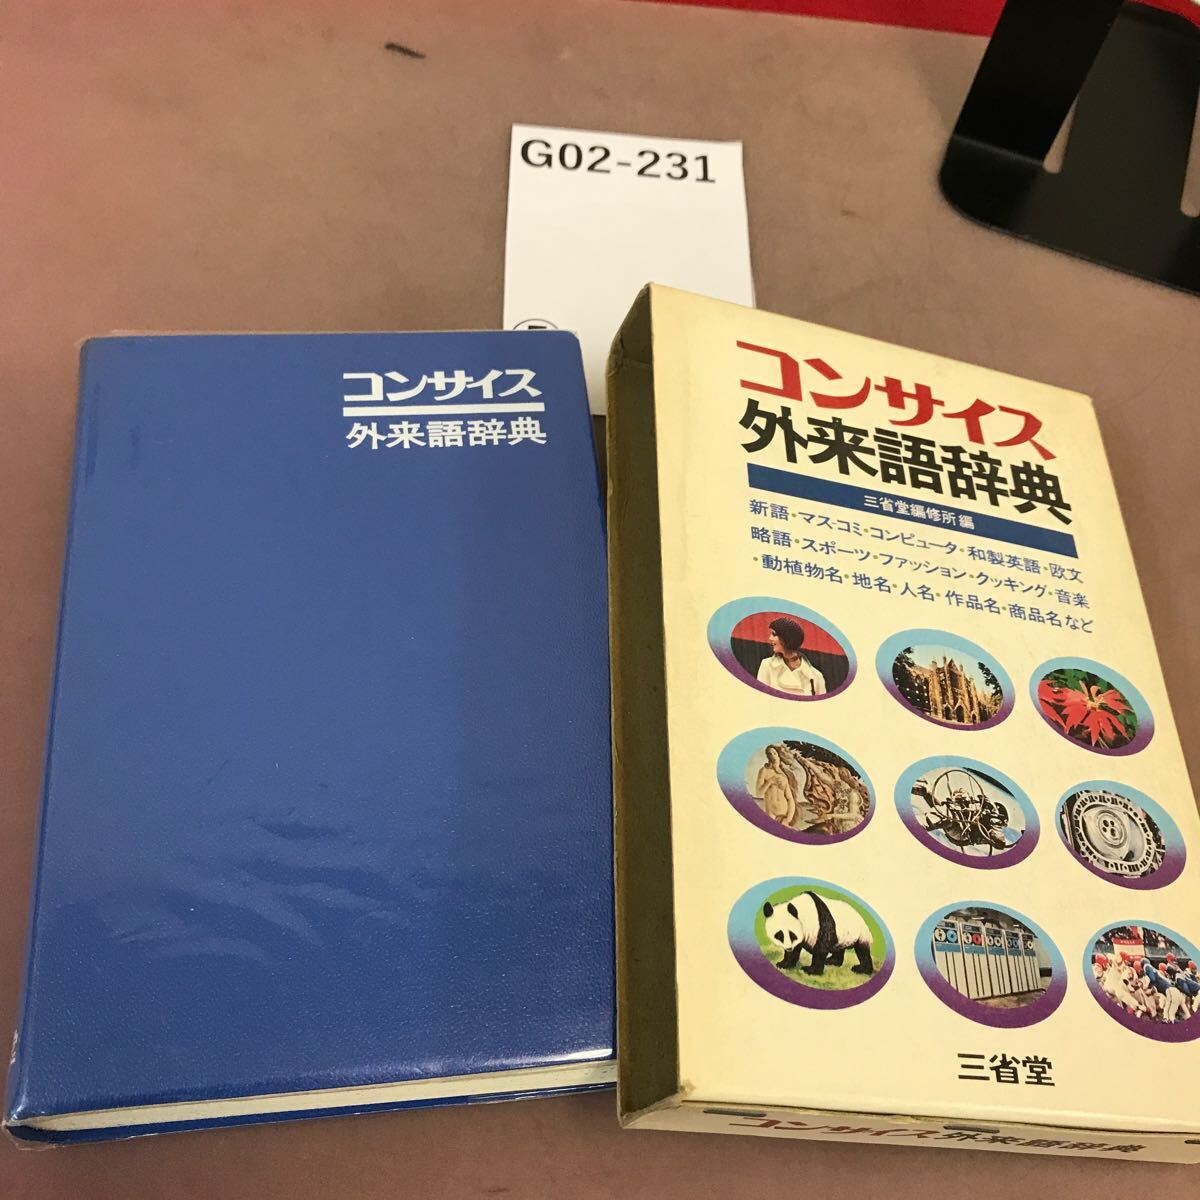 G02-231
コンサイス
外来語辞典
コンサイス
外来語辞典
三省堂編修所 編
新語・マス-コミ・コンピュータ・和製英語・欧文
略語・スポーツ・ファッション・クッキング・音楽
・動植物名・地名・人名・作品名・商品名など
三省堂
コンサイス外来語辞典